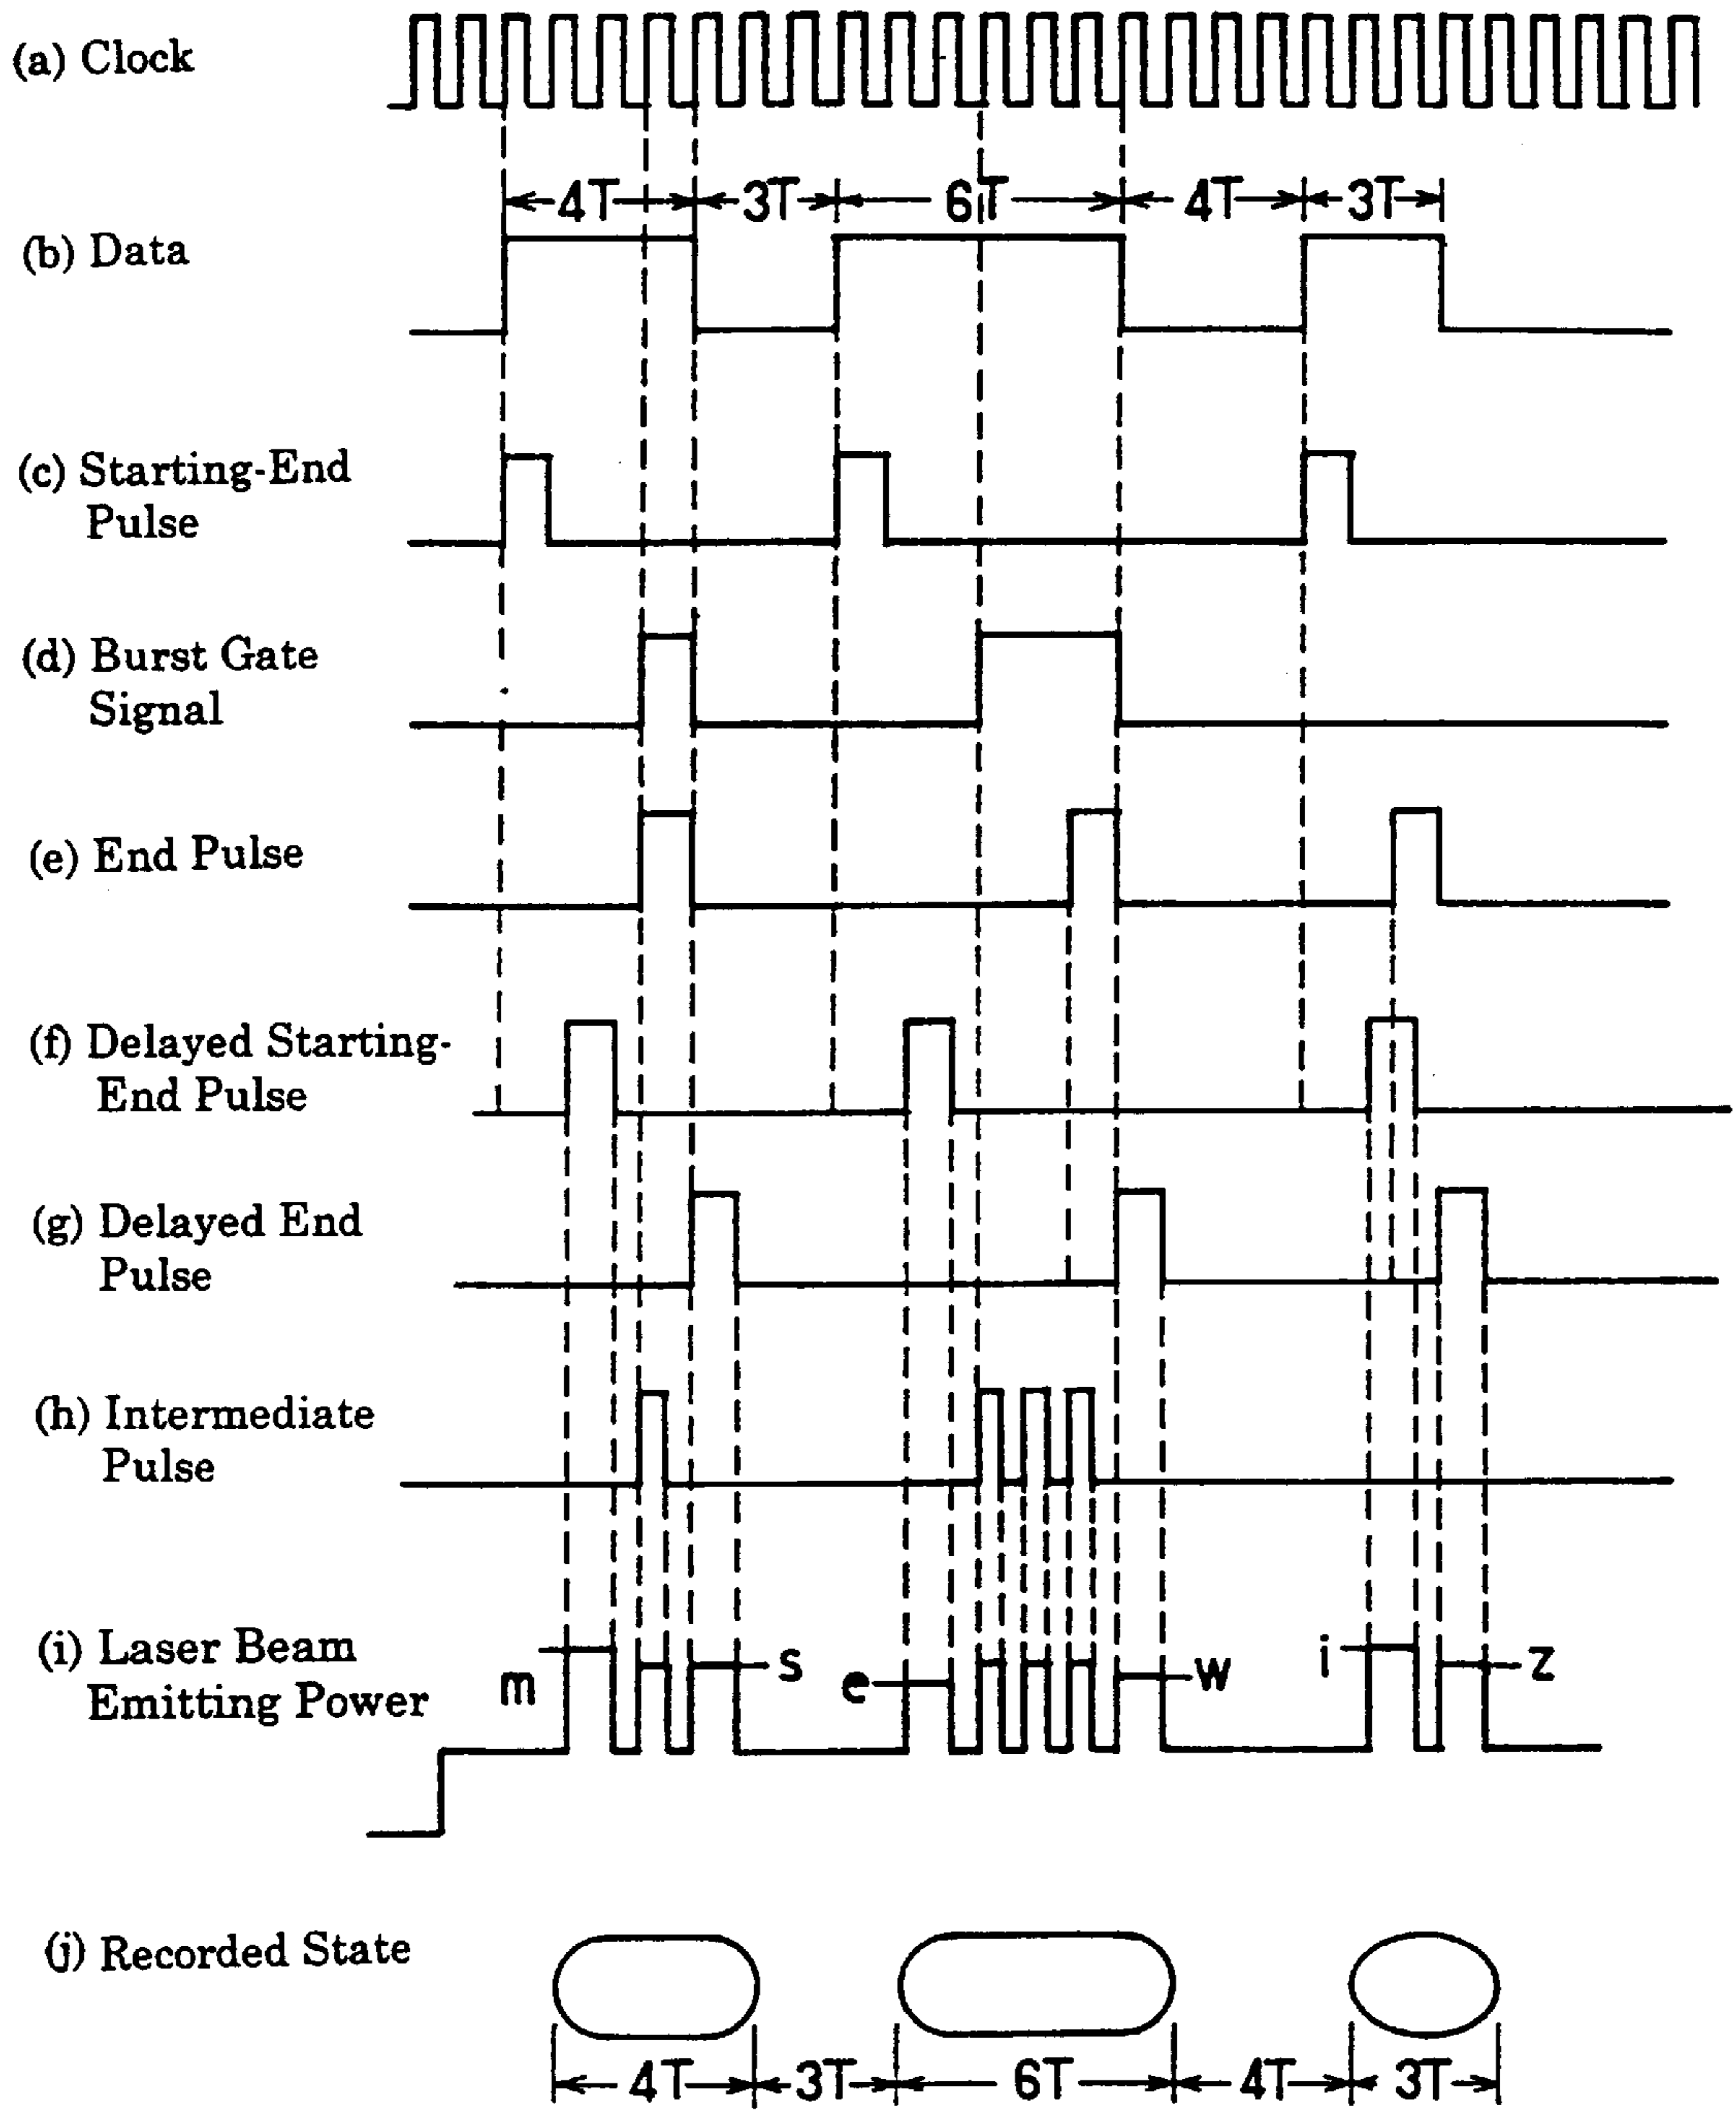 (a) Clock
4T 3T 6T 4T 3T
(b) Data
(c) Starting-End
Pulse
(d) Burst Gate
Signal
(e) End Pulse
(f) Delayed Starting-
End Pulse
(g) Delayed End
Pulse
(h) Intermediate
Pulse
(i) Laser Beam
Emitting Power
m s e w i z
(j) Recorded State
4T 3T 6T 4T 3T